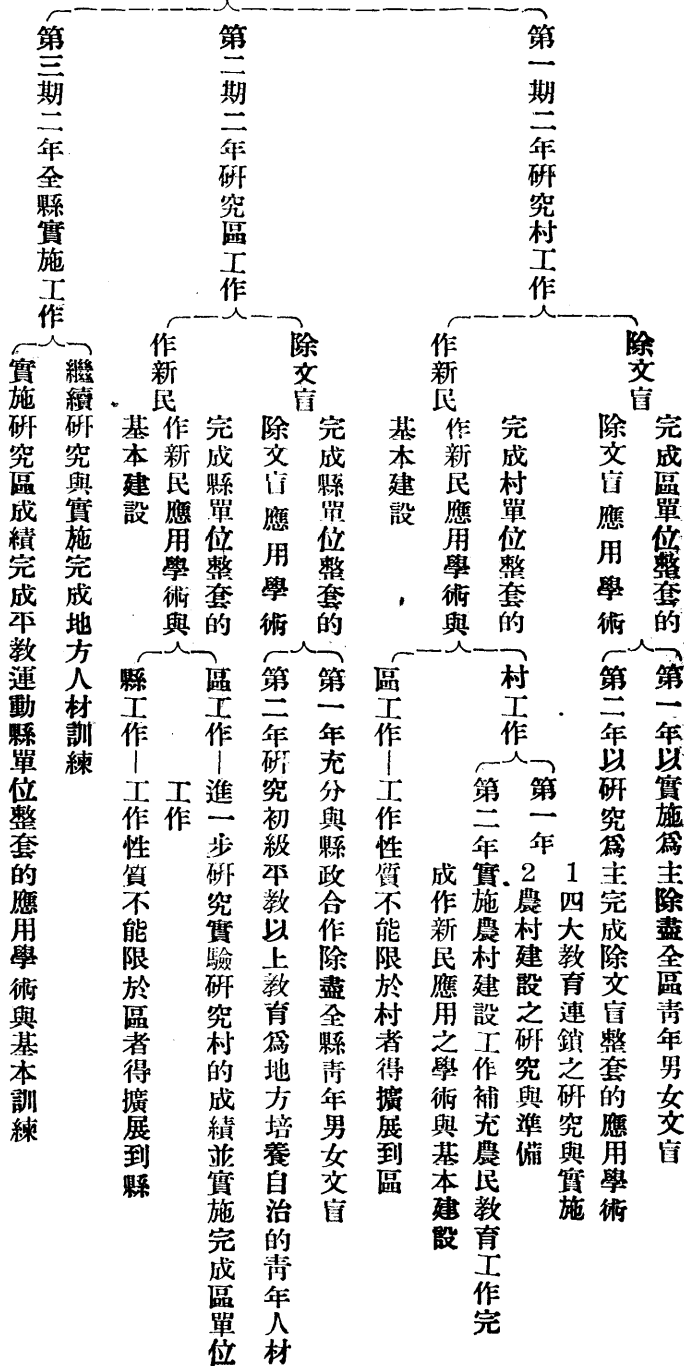 第一期二年研究村工作
除文盲
完成區單位整套的
除文盲應用學術
第一年以實施爲主除盡全區靑年男女文盲
第二年以研究爲主完成除文盲整套的應用學術
作新民
完成村單位整套的
作新民應用學術與
基本建設
村工作
第一年
1四大教育連鎖之研究與實施
2農村建設之研究與準備
第二年實施農村建設工作補充農民教育工作完
成作新民應用之學術與基本建設
區工作—工作性質不能限於村者得擴展到區
第二期二年研究區工作
除文盲
完成縣單位整套的
除文盲應用學術
第一年充分與縣政合作除盡全縣靑年男女文盲
第二年研究初級平教以上教育爲地方培養自治的靑年人材
作新民
完成縣單位整套的
作新民應用學術與
基本建設
區工作—進一步研究實驗研究村的成績並實施完成區單位
工作
縣工作—工作性質不能限於區者得擴展到縣
第三期二年全縣實施工作
繼續研究與實施完成地方人材訓練
實施研究區成績完成平教運動縣單位整套的應用學術與基本訓練